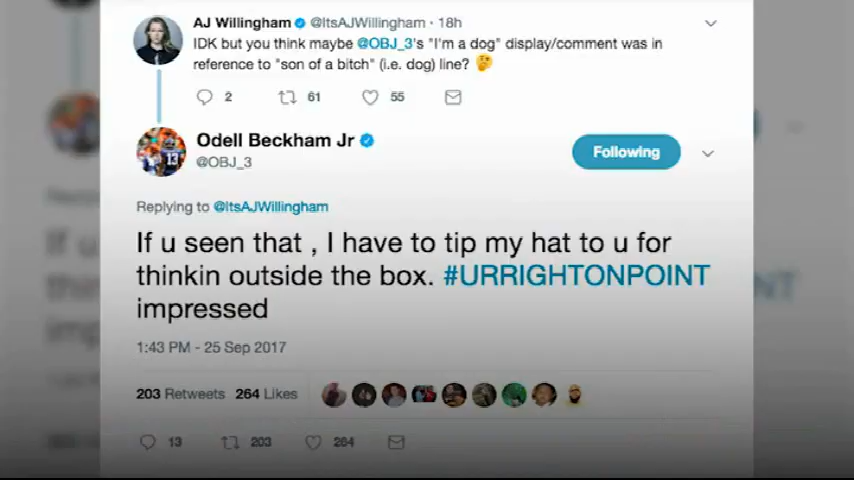 AJ Willingham @ItsAJWillingham · 18h
IDK but you think maybe @OBJ_3's "I'm a dog" display/comment was in
reference to "son of a bitch" (i.e. dog) line? 🤔
2 61 55
Odell Beckham Jr
@OBJ_3
Following
Replying to @ItsAJWillingham
If u seen that , I have to tip my hat to u for
thinkin outside the box. #URRIGHTONPOINT
impressed
1:43 PM - 25 Sep 2017
203 Retweets 264 Likes
13 203 264